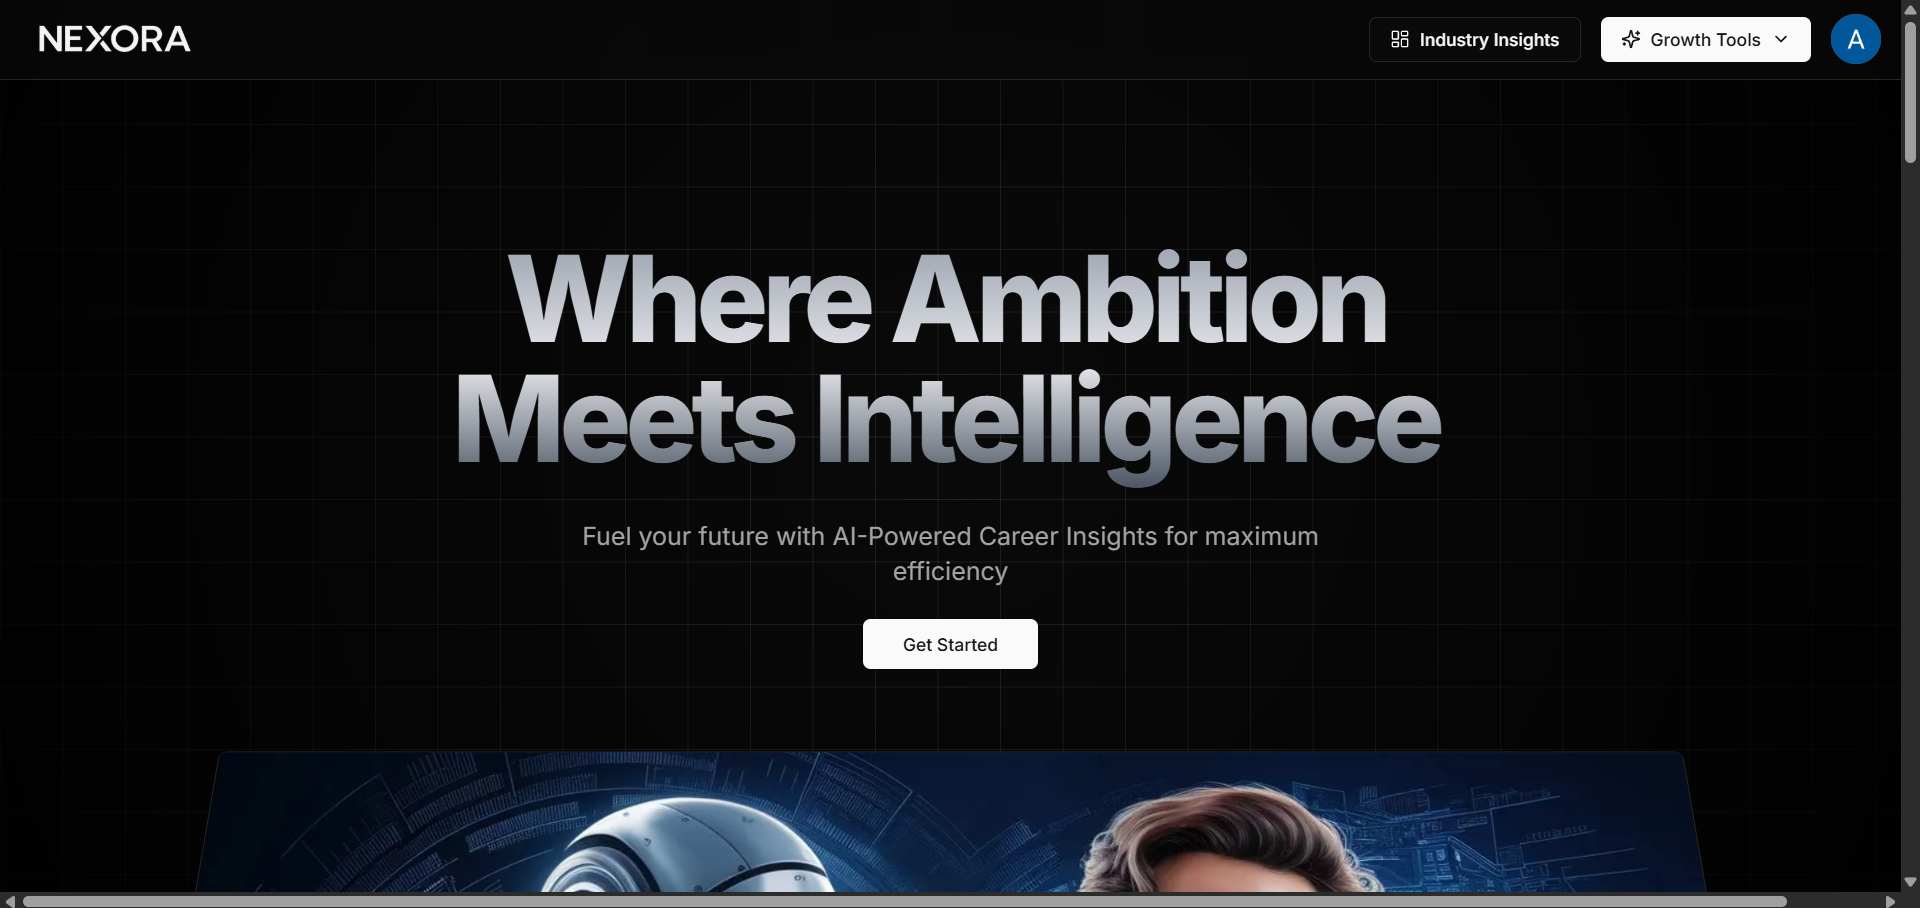 NEXORA
Industry Insights
Growth Tools
A
Where Ambition
Meets Intelligence
Fuel your future with AI-Powered Career Insights for maximum
efficiency
Get Started